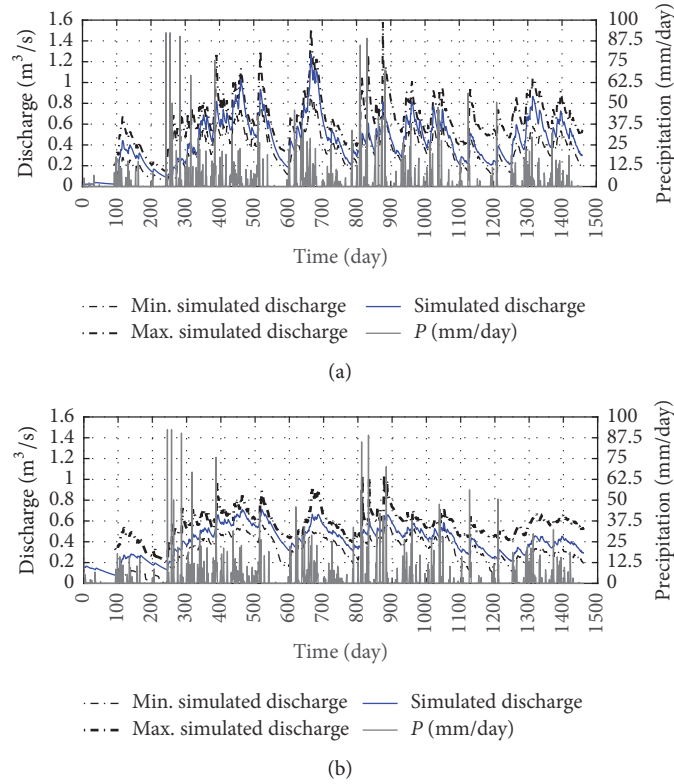 1.6
1.4
1.2
1
0.8
0.6
0.4
0.2
0
Discharge (m³/s)
100
87.5
75
62.5
50
37.5
25
12.5
0
Precipitation (mm/day)
0 100 200 300 400 500 600 700 800 900 1000 1100 1200 1300 1400 1500
Time (day)
Min. simulated discharge
Simulated discharge
Max. simulated discharge
P (mm/day)
(a)
1.6
1.4
1.2
1
0.8
0.6
0.4
0.2
0
Discharge (m³/s)
100
87.5
75
62.5
50
37.5
25
12.5
0
Precipitation (mm/day)
0 100 200 300 400 500 600 700 800 900 1000 1100 1200 1300 1400 1500
Time (day)
Min. simulated discharge
Simulated discharge
Max. simulated discharge
P (mm/day)
(b)